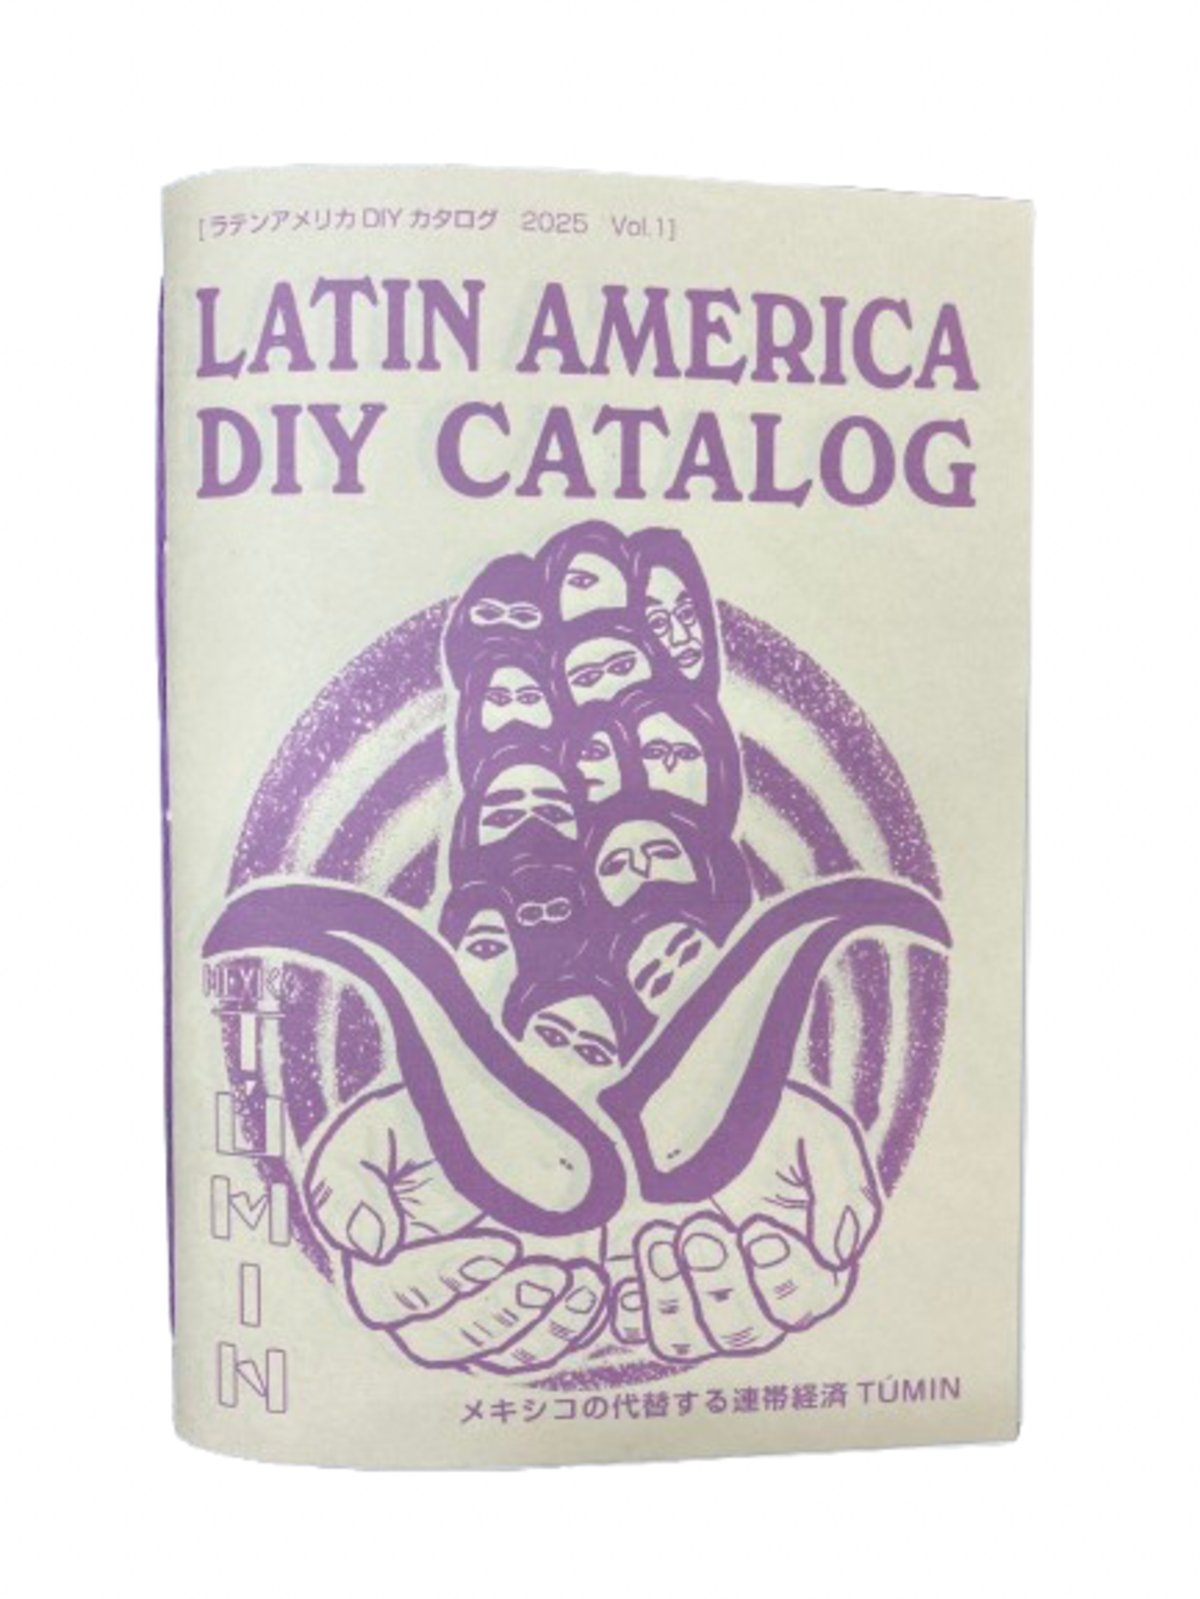 [ラテンアメリカ DIY カタログ 2025 Vol.1]
LATIN AMERICA
DIY CATALOG
MEXICO
TÚMIN
メキシコの代替する連帯経済 TÚMIN